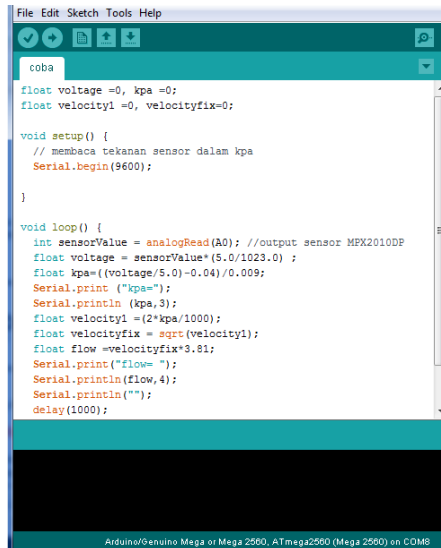 File Edit Sketch Tools Help
coba
float voltage =0, kpa =0;
float velocity1 =0, velocityfix=0;
void setup() {
// membaca tekanan sensor dalam kpa
Serial.begin(9600);
}
void loop() {
int sensorValue = analogRead(A0); //output sensor MPX2010DP
float voltage = sensorValue*(5.0/1023.0) ;
float kpa=((voltage/5.0)-0.04)/0.009;
Serial.print ("kpa=");
Serial.println (kpa,3);
float velocity1 =(2*kpa/1000);
float velocityfix = sqrt(velocity1);
float flow =velocityfix*3.81;
Serial.print("flow= ");
Serial.println(flow,4);
Serial.println("");
delay(1000);
Arduino/Genuino Mega or Mega 2560, ATmega2560 (Mega 2560) on COM8